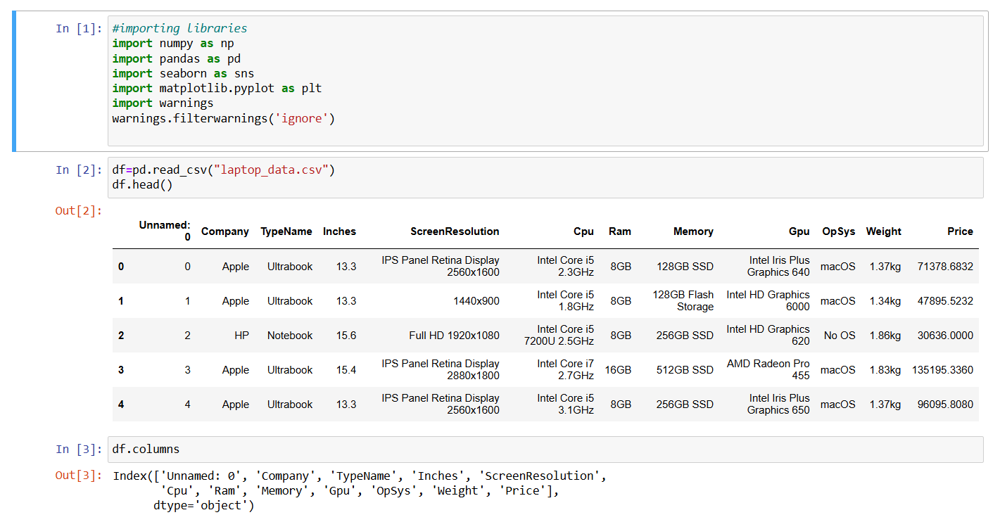 In [1]: #importing libraries
import numpy as np
import pandas as pd
import seaborn as sns
import matplotlib.pyplot as plt
import warnings
warnings.filterwarnings('ignore')
In [2]: df=pd.read_csv("laptop_data.csv")
df.head()
Out[2]:
Unnamed: 0 Company TypeName Inches ScreenResolution Cpu Ram Memory Gpu OpSys Weight Price
0 0 Apple Ultrabook 13.3 IPS Panel Retina Display 2560x1600 Intel Core i5 2.3GHz 8GB 128GB SSD Intel Iris Plus Graphics 640 macOS 1.37kg 71378.6832
1 1 Apple Ultrabook 13.3 1440x900 Intel Core i5 1.8GHz 8GB 128GB Flash Storage Intel HD Graphics 6000 macOS 1.34kg 47895.5232
2 2 HP Notebook 15.6 Full HD 1920x1080 Intel Core i5 7200U 2.5GHz 8GB 256GB SSD Intel HD Graphics 620 No OS 1.86kg 30636.0000
3 3 Apple Ultrabook 15.4 IPS Panel Retina Display 2880x1800 Intel Core i7 2.7GHz 16GB 512GB SSD AMD Radeon Pro 455 macOS 1.83kg 135195.3360
4 4 Apple Ultrabook 13.3 IPS Panel Retina Display 2560x1600 Intel Core i5 3.1GHz 8GB 256GB SSD Intel Iris Plus Graphics 650 macOS 1.37kg 96095.8080
In [3]: df.columns
Out[3]: Index(['Unnamed: 0', 'Company', 'TypeName', 'Inches', 'ScreenResolution',
'Cpu', 'Ram', 'Memory', 'Gpu', 'OpSys', 'Weight', 'Price'],
dtype='object')